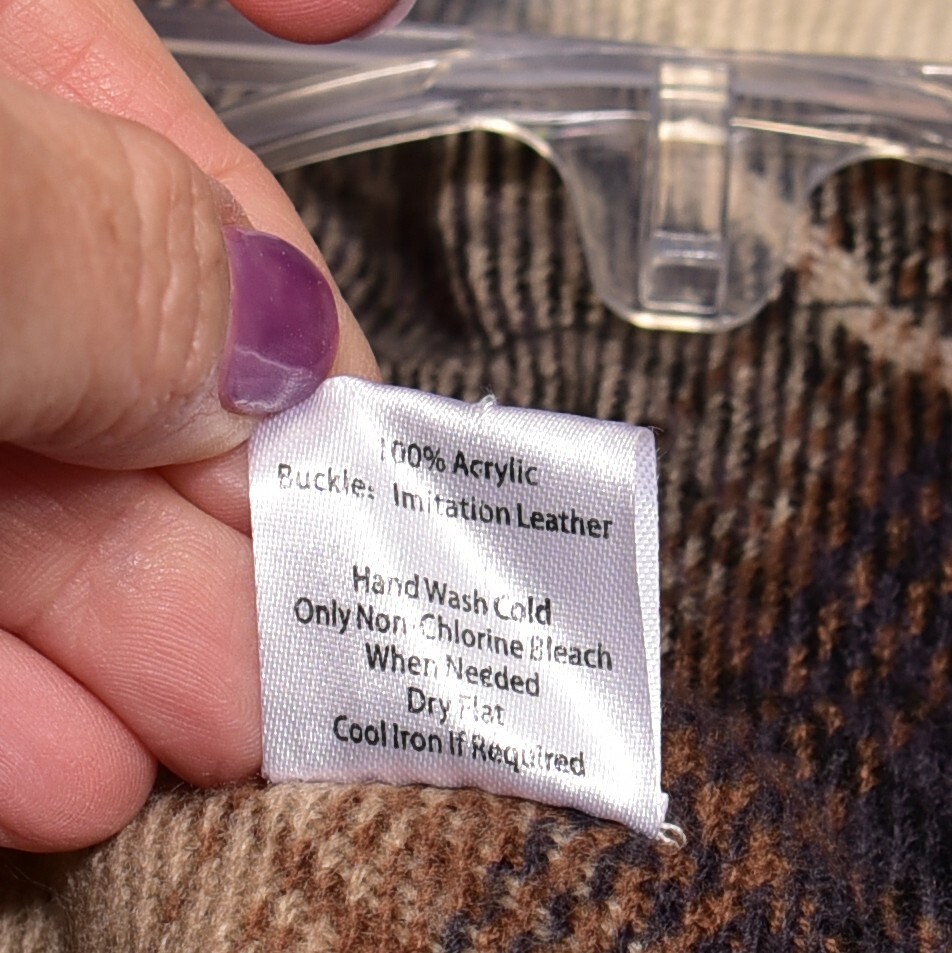 100% Acrylic
Buckle: Imitation Leather
Hand Wash Cold
Only Non Chlorine Bleach
When Needed
Dry Flat
Cool Iron If Required